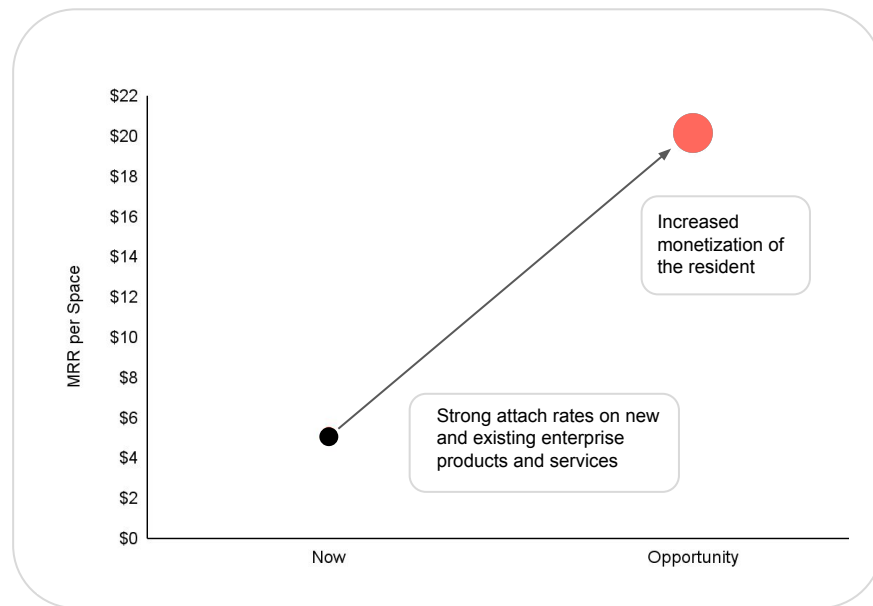 $22
$20
$18
$16
$14
$12
$10
$8
$6
$4
$2
$0
MRR per Space
Increased
monetization of
the resident
Strong attach rates on new
and existing enterprise
products and services
Now
Opportunity